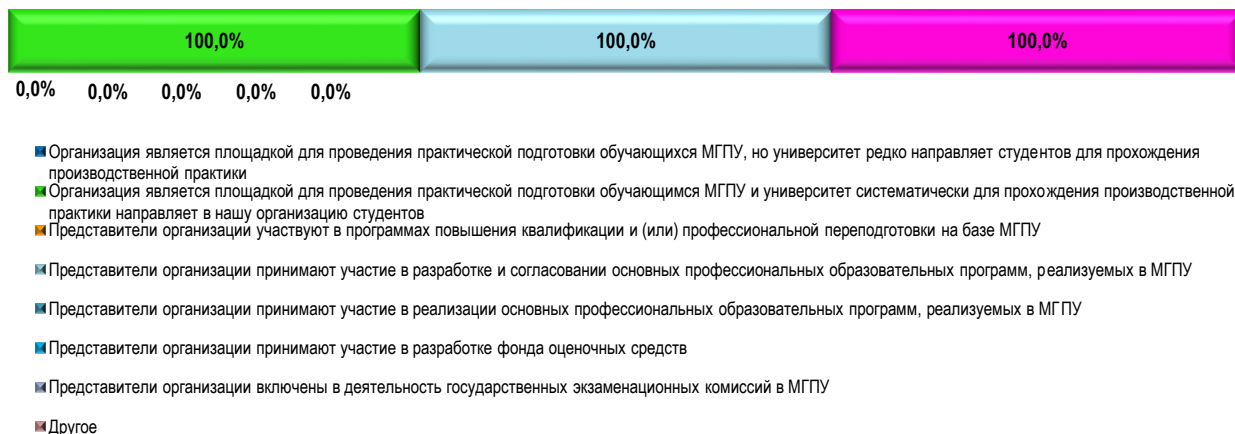 100,0% 100,0% 100,0%
0,0% 0,0% 0,0% 0,0% 0,0%
Организация является площадкой для проведения практической подготовки обучающихся МГПУ, но университет редко направляет студентов для прохождения
производственной практики
Организация является площадкой для проведения практической подготовки обучающимся МГПУ и университет систематически для прохождения производственной
практики направляет в нашу организацию студентов
Представители организации участвуют в программах повышения квалификации и (или) профессиональной переподготовки на базе МГПУ
Представители организации принимают участие в разработке и согласовании основных профессиональных образовательных программ, реализуемых в МГПУ
Представители организации принимают участие в реализации основных профессиональных образовательных программ, реализуемых в МГПУ
Представители организации принимают участие в разработке фонда оценочных средств
Представители организации включены в деятельность государственных экзаменационных комиссий в МГПУ
Другое